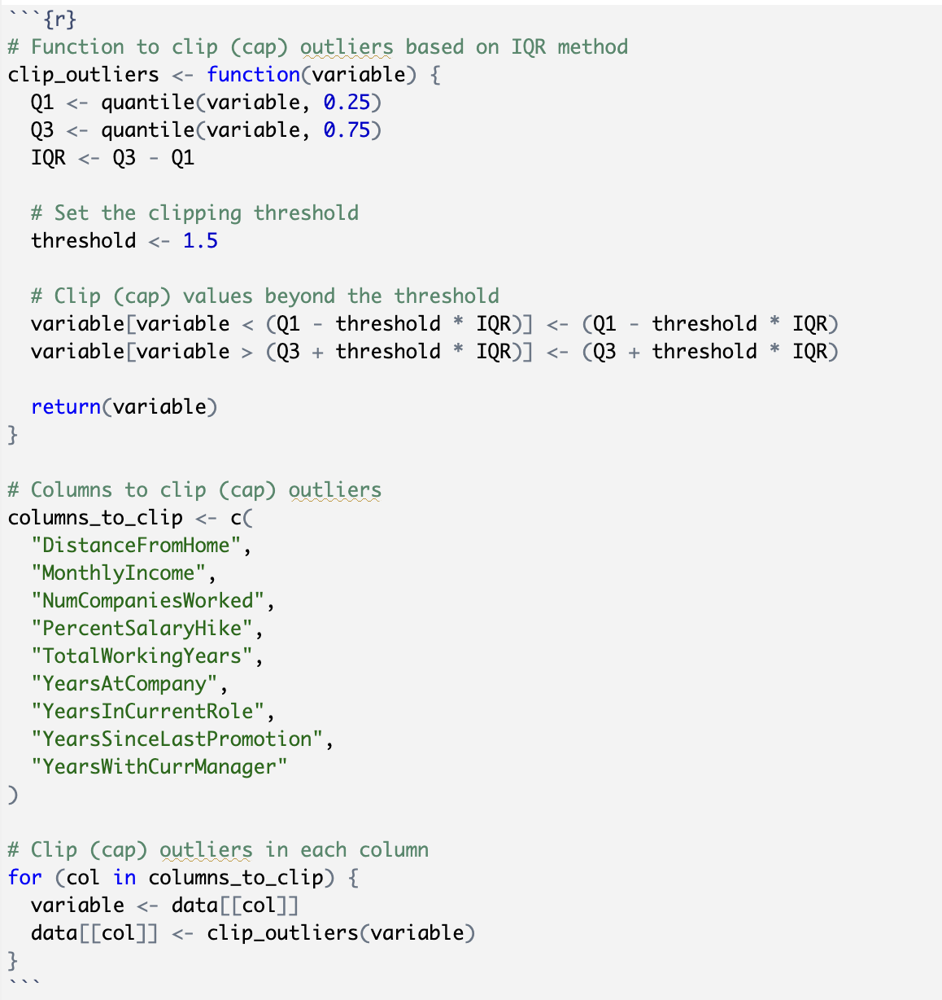 ```{r}
# Function to clip (cap) outliers based on IQR method
clip_outliers <- function(variable) {
  Q1 <- quantile(variable, 0.25)
  Q3 <- quantile(variable, 0.75)
  IQR <- Q3 - Q1

  # Set the clipping threshold
  threshold <- 1.5

  # Clip (cap) values beyond the threshold
  variable[variable < (Q1 - threshold * IQR)] <- (Q1 - threshold * IQR)
  variable[variable > (Q3 + threshold * IQR)] <- (Q3 + threshold * IQR)

  return(variable)
}

# Columns to clip (cap) outliers
columns_to_clip <- c(
  "DistanceFromHome",
  "MonthlyIncome",
  "NumCompaniesWorked",
  "PercentSalaryHike",
  "TotalWorkingYears",
  "YearsAtCompany",
  "YearsInCurrentRole",
  "YearsSinceLastPromotion",
  "YearsWithCurrManager"
)

# Clip (cap) outliers in each column
for (col in columns_to_clip) {
  variable <- data[[col]]
  data[[col]] <- clip_outliers(variable)
}
```